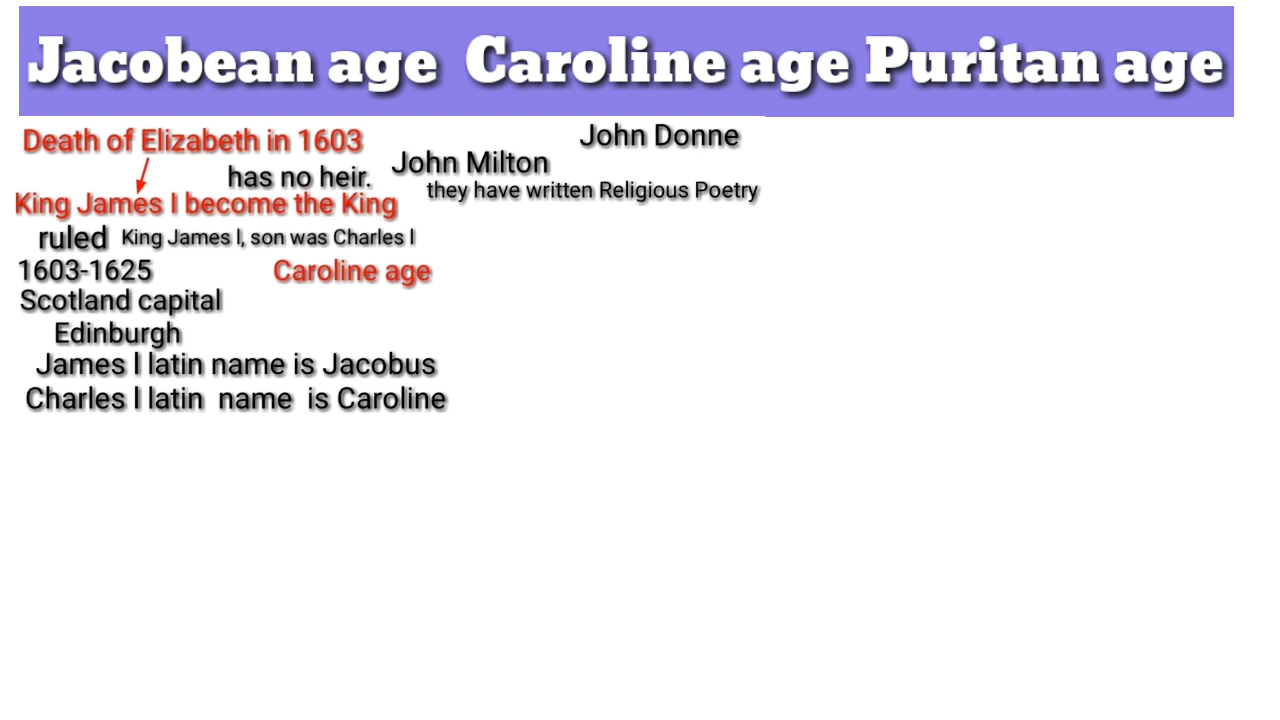 Jacobean age Caroline age Puritan age
Death of Elizabeth in 1603
has no heir.
King James I become the King
ruled King James I, son was Charles I
1603-1625
Caroline age
Scotland capital
Edinburgh
James I latin name is Jacobus
Charles I latin name is Caroline
John Donne
John Milton
they have written Religious Poetry